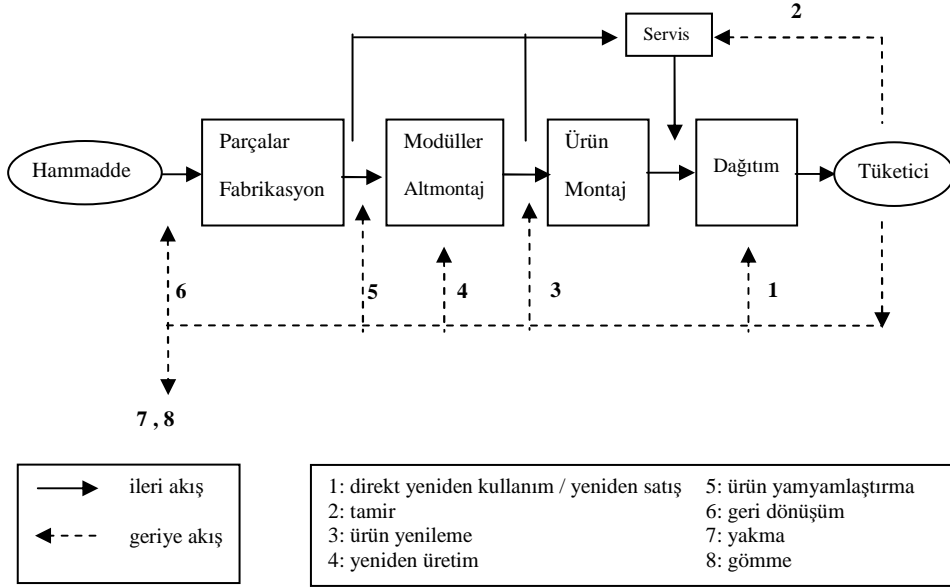 2
Servis
Hammadde
Parçalar
Fabrikasyon
Modüller
Altmontaj
Ürün
Montaj
Dağıtım
Tüketici
6
5
4
3
1
7 , 8
ileri akış
geriye akış
1: direkt yeniden kullanım / yeniden satış
2: tamir
3: ürün yenileme
4: yeniden üretim
5: ürün yamyamlaştırma
6: geri dönüşüm
7: yakma
8: gömme